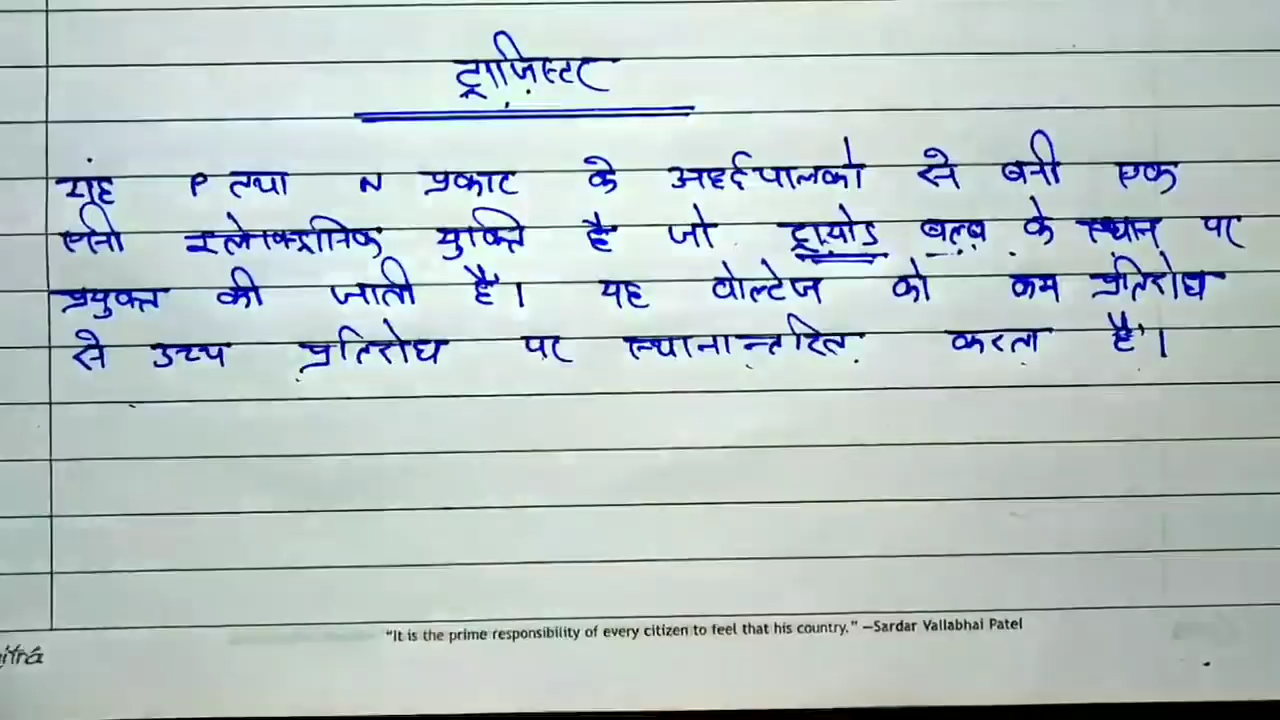 ट्रांजिस्टर
यह P तथा N प्रकार के अर्द्धचालको से बनी एक
ऐसी इलेक्ट्रानिक युक्ति है जो ट्रायोड बल्ब के स्थान पर
प्रयुक्त की जाती है। यह वोल्टेज को कम प्रतिरोध
से उच्च प्रतिरोध पर स्थानान्तरित करता है।
"It is the prime responsibility of every citizen to feel that his country." —Sardar Vallabhai Patel